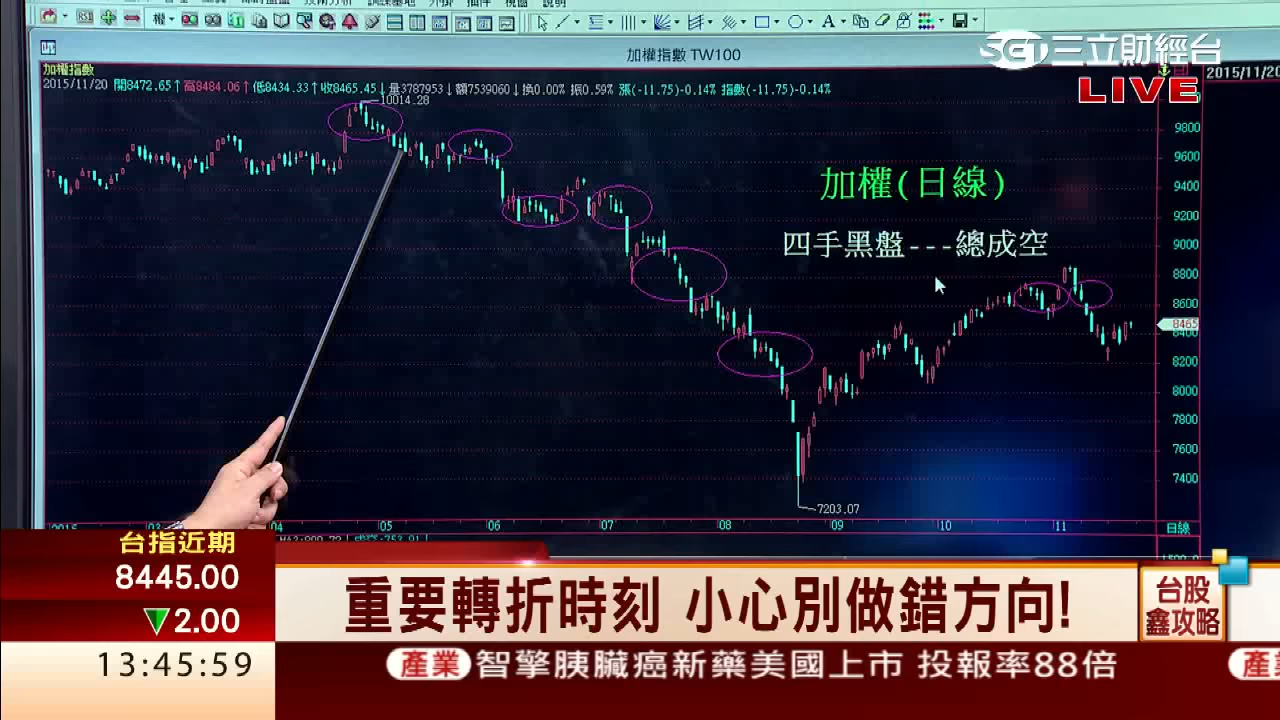 加權指數 TW100
SET三立財經台
LIVE
加權指數
2015/11/20 開8472.65↑高8484.06↑低8434.33↑收8465.45↓量3787953↓額7539060↓換0.00% 振0.59% 漲(-11.75)-0.14% 指數(-11.75)-0.14%
2015/11/20
10014.28
9800
9600
9400
9200
9000
8800
8600
8465
8400
8200
8000
7800
7600
7400
加權(日線)
四手黑盤---總成空
7203.07
2015 03 04 05 06 07 08 09 10 11 日線
台指近期
8445.00
▼2.00
13:45:59
重要轉折時刻 小心別做錯方向!
台股
鑫攻略
產業 智擎胰臟癌新藥美國上市 投報率88倍